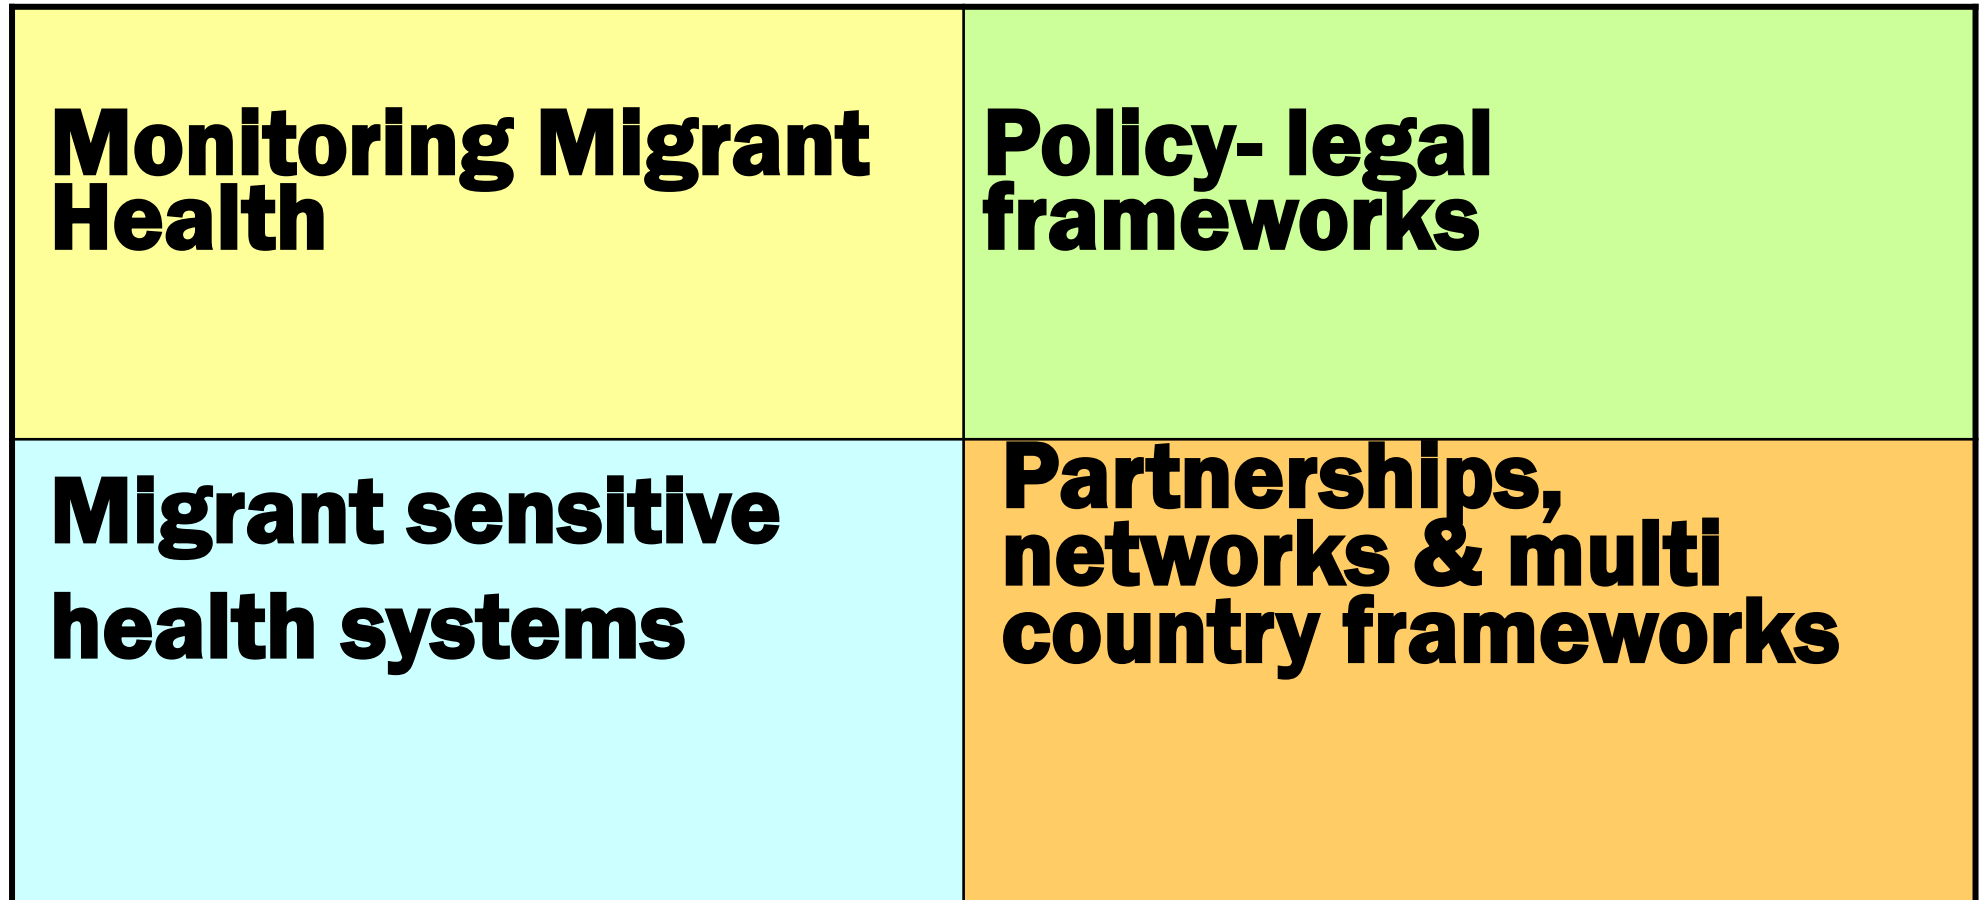 Monitoring Migrant
Health
Policy- legal
frameworks
Migrant sensitive
health systems
Partnerships,
networks & multi
country frameworks